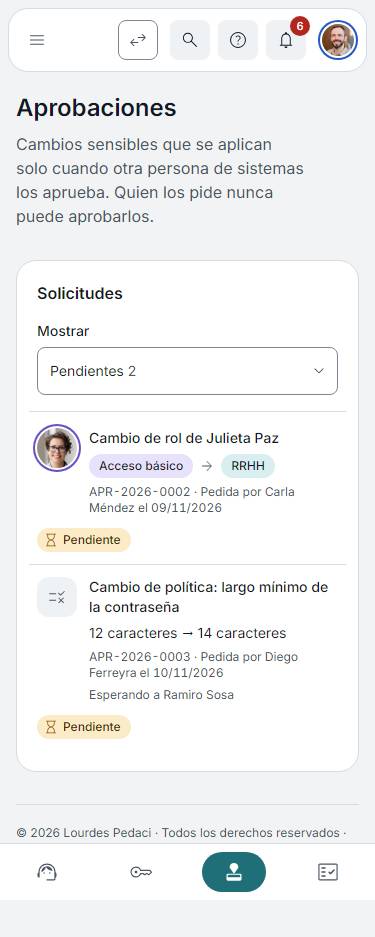 6
Aprobaciones
Cambios sensibles que se aplican
solo cuando otra persona de sistemas
los aprueba. Quien los pide nunca
puede aprobarlos.
Solicitudes
Mostrar
Pendientes 2
Cambio de rol de Julieta Paz
Acceso básico → RRHH
APR-2026-0002 · Pedida por Carla
Méndez el 09/11/2026
Pendiente
Cambio de política: largo mínimo de
la contraseña
12 caracteres → 14 caracteres
APR-2026-0003 · Pedida por Diego
Ferreyra el 10/11/2026
Esperando a Ramiro Sosa
Pendiente
© 2026 Lourdes Pedaci · Todos los derechos reservados ·